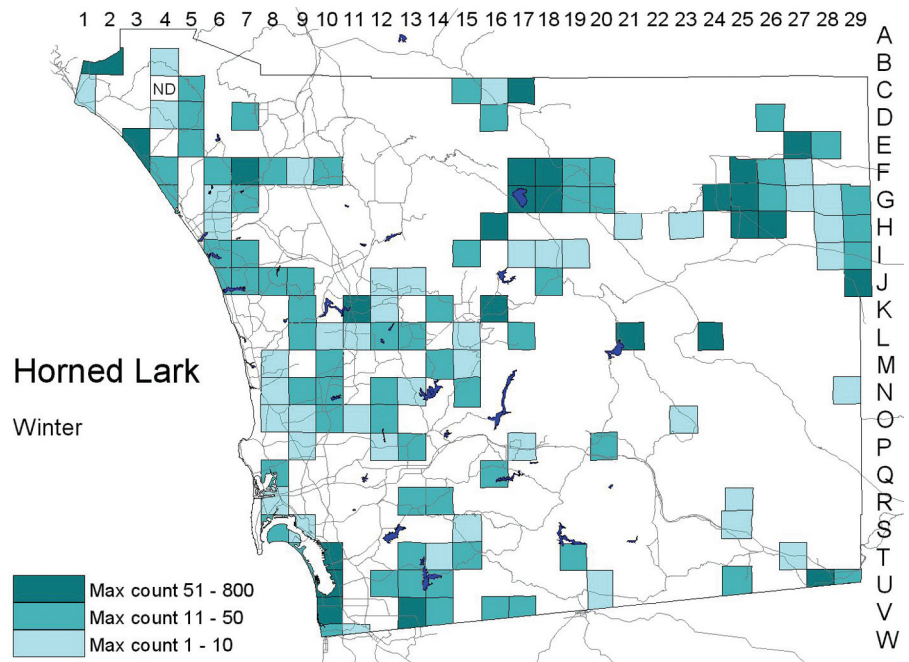 1 2 3 4 5 6 7 8 9 10 11 12 13 14 15 16 17 18 19 20 21 22 23 24 25 26 27 28 29
A
B
C
D
E
F
G
H
I
J
K
L
M
N
O
P
Q
R
S
T
U
V
W
ND
Horned Lark
Winter
Max count 51 - 800
Max count 11 - 50
Max count 1 - 10